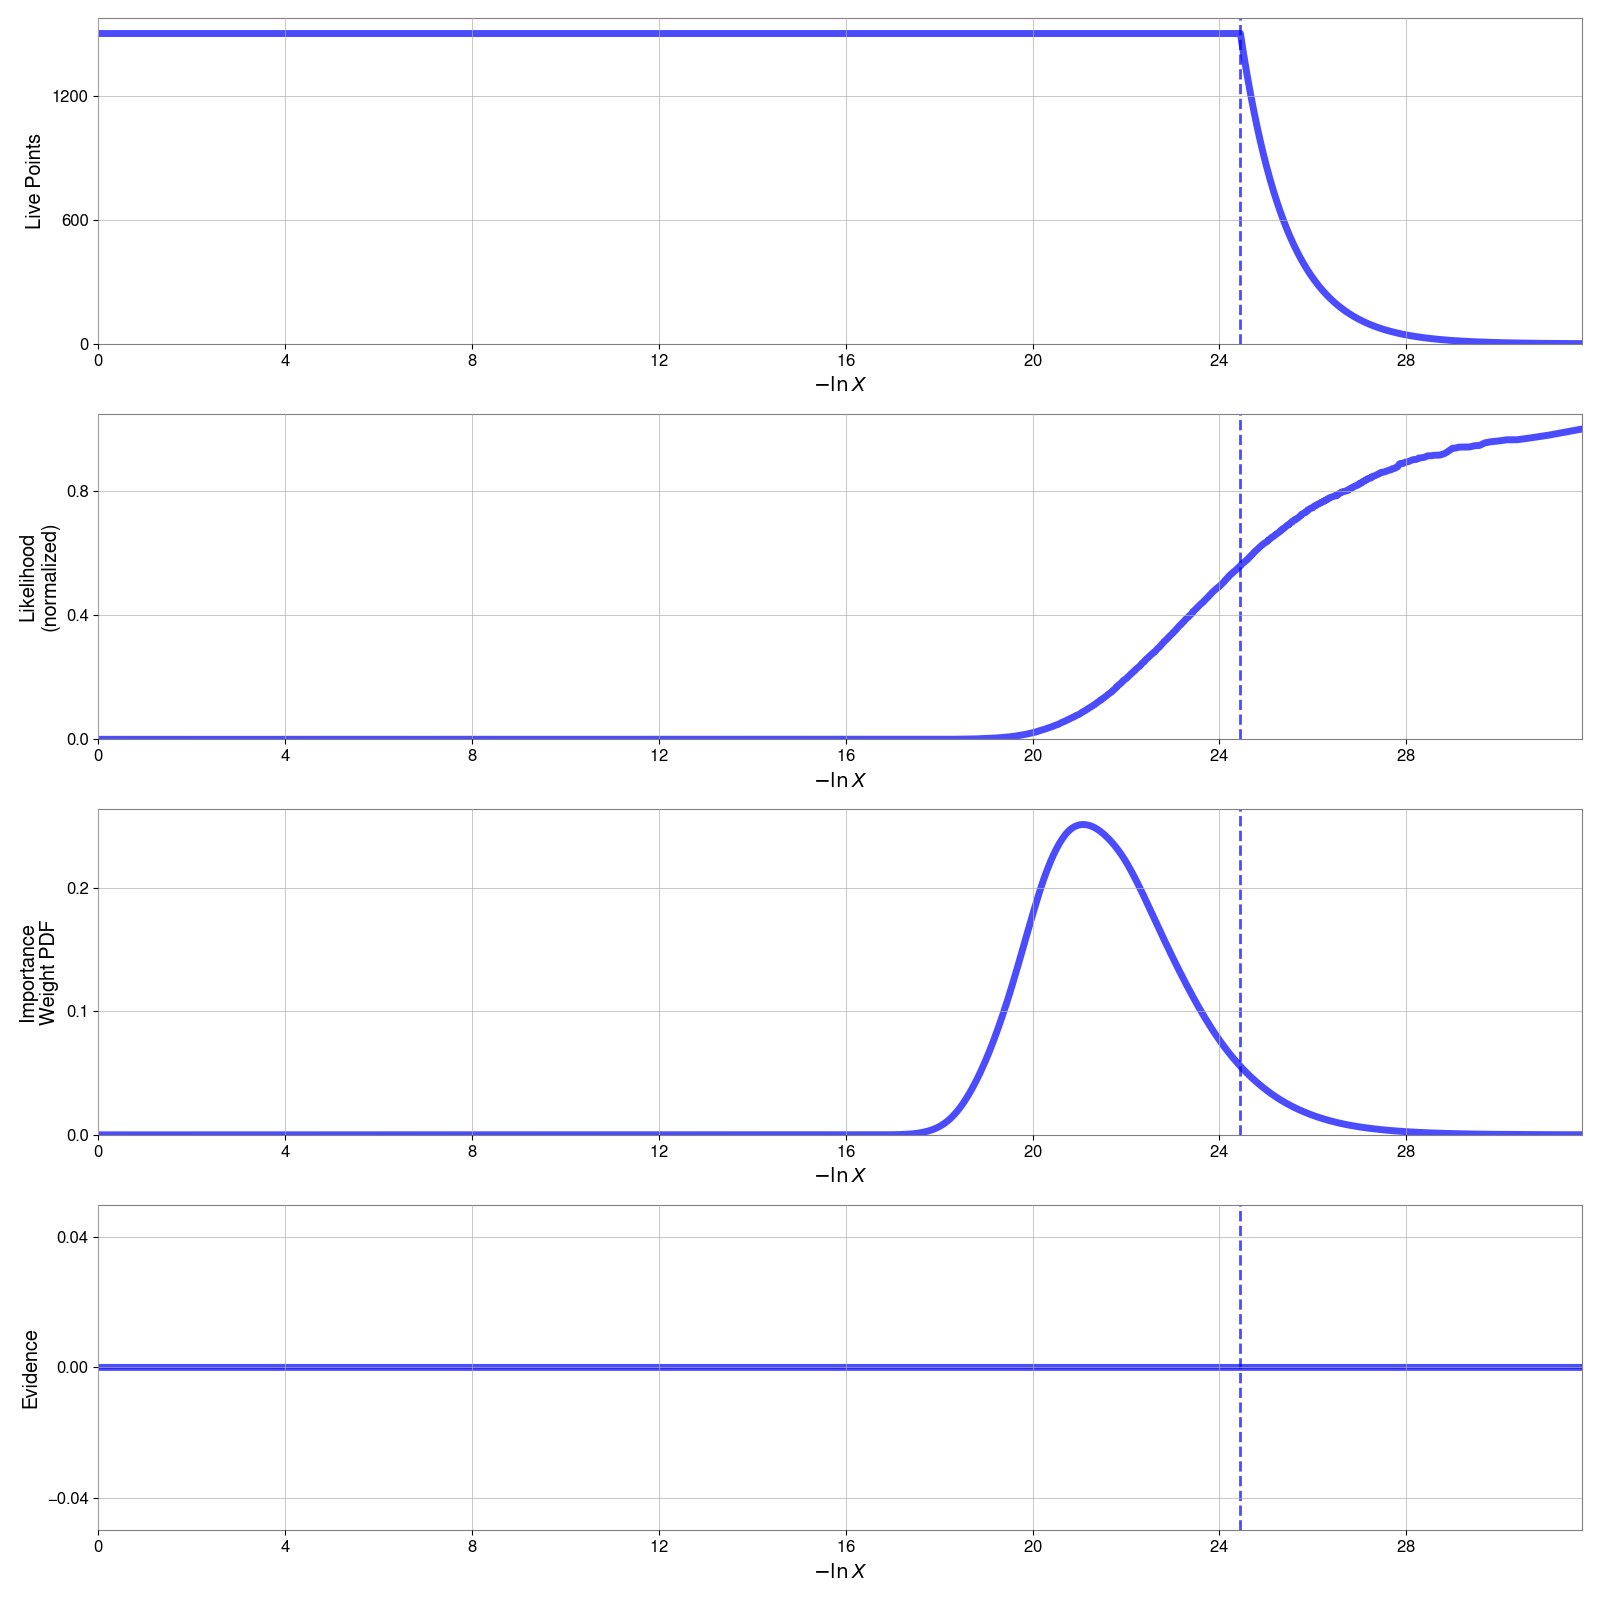 Live Points
1200
600
0
0 4 8 12 16 20 24 28
−ln X
Likelihood
(normalized)
0.8
0.4
0.0
0 4 8 12 16 20 24 28
−ln X
Importance
Weight PDF
0.2
0.1
0.0
0 4 8 12 16 20 24 28
−ln X
Evidence
0.04
0.00
−0.04
0 4 8 12 16 20 24 28
−ln X